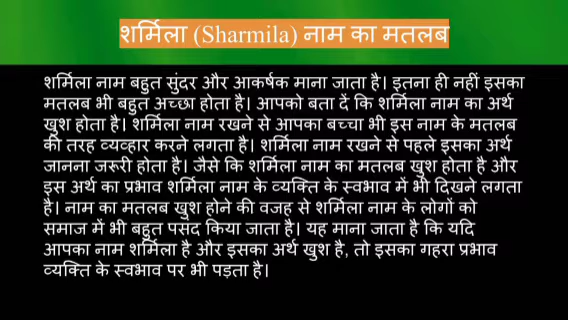 शर्मिला (Sharmila) नाम का मतलब
शर्मिला नाम बहुत सुंदर और आकर्षक माना जाता है। इतना ही नहीं इसका
मतलब भी बहुत अच्छा होता है। आपको बता दें कि शर्मिला नाम का अर्थ
खुश होता है। शर्मिला नाम रखने से आपका बच्चा भी इस नाम के मतलब
की तरह व्यव्हार करने लगता है। शर्मिला नाम रखने से पहले इसका अर्थ
जानना जरूरी होता है। जैसे कि शर्मिला नाम का मतलब खुश होता है और
इस अर्थ का प्रभाव शर्मिला नाम के व्यक्ति के स्वभाव में भी दिखने लगता
है। नाम का मतलब खुश होने की वजह से शर्मिला नाम के लोगों को
समाज में भी बहुत पसंद किया जाता है। यह माना जाता है कि यदि
आपका नाम शर्मिला है और इसका अर्थ खुश है, तो इसका गहरा प्रभाव
व्यक्ति के स्वभाव पर भी पड़ता है।